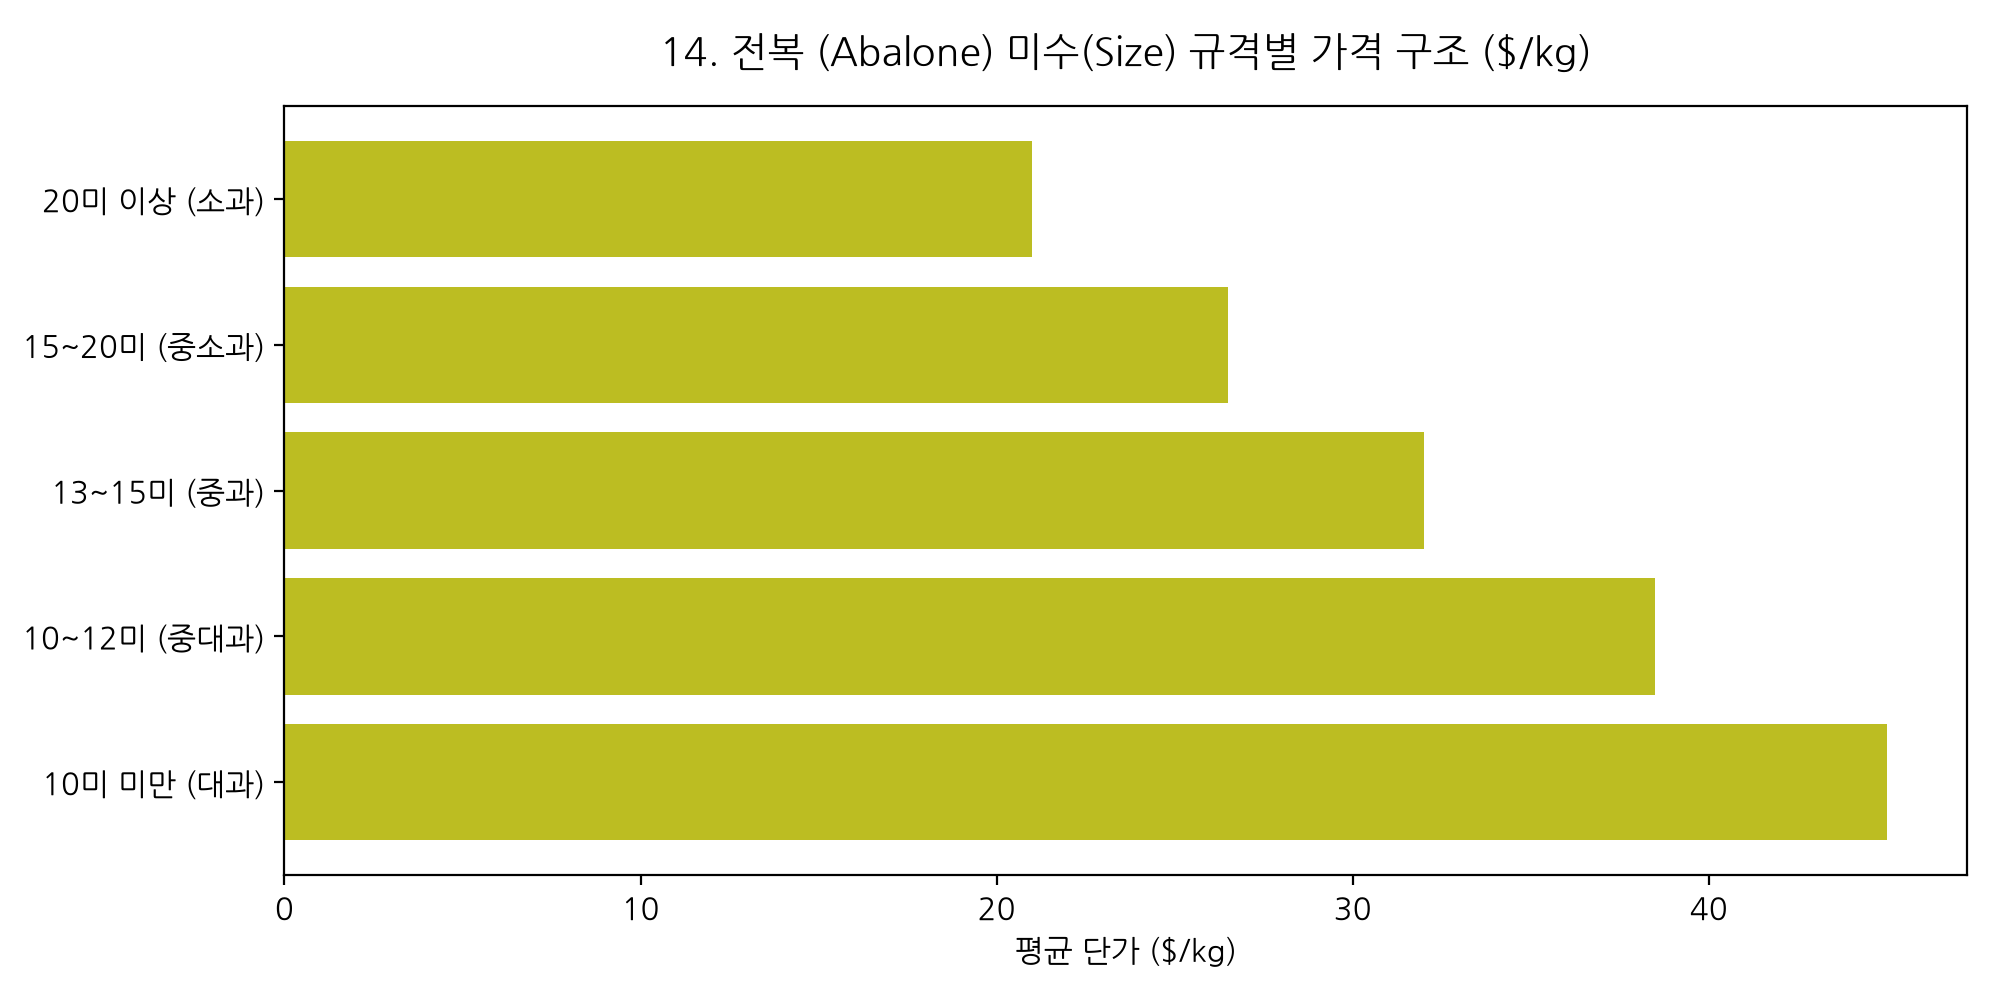 14. 전복 (Abalone) 미수(Size) 규격별 가격 구조 ($/kg)
20미 이상 (소과)
15~20미 (중소과)
13~15미 (중과)
10~12미 (중대과)
10미 미만 (대과)
0 10 20 30 40
평균 단가 ($/kg)